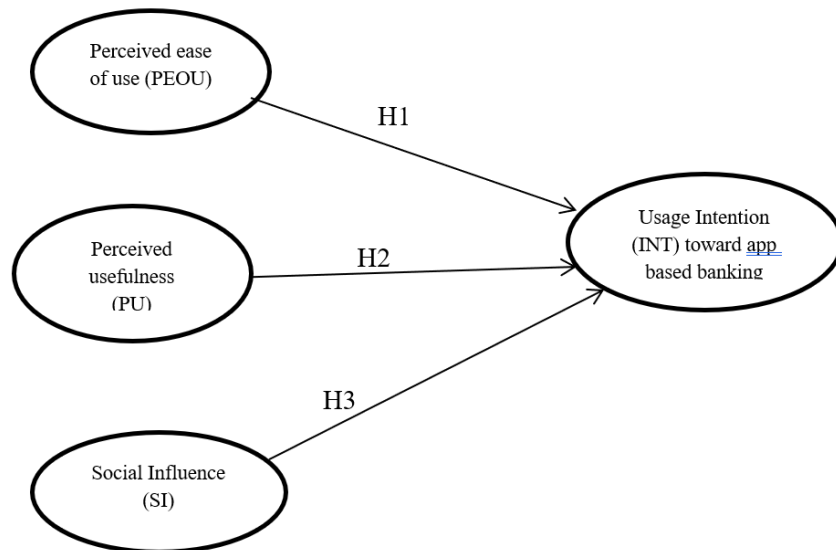 Perceived ease
of use (PEOU)
H1
Perceived
usefulness
(PU)
H2
Usage Intention
(INT) toward app
based banking
H3
Social Influence
(SI)